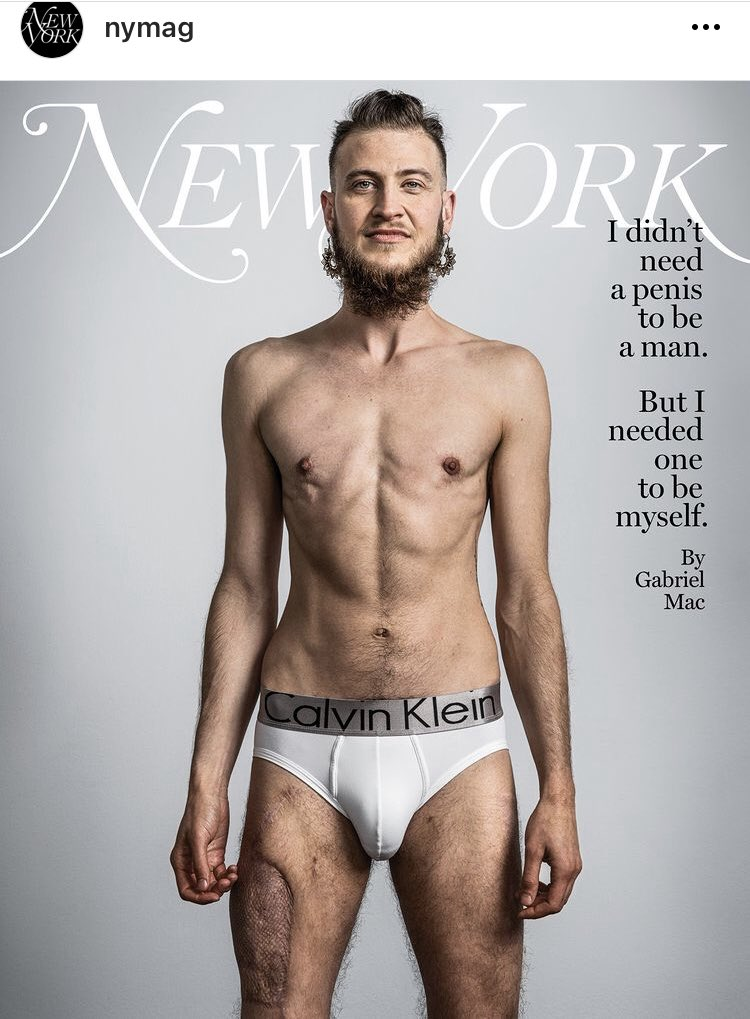 NEW YORK
nymag
NEW YORK
I didn't
need
a penis
to be
a man.
But I
needed
one
to be
myself.
By
Gabriel
Mac
Calvin Klein